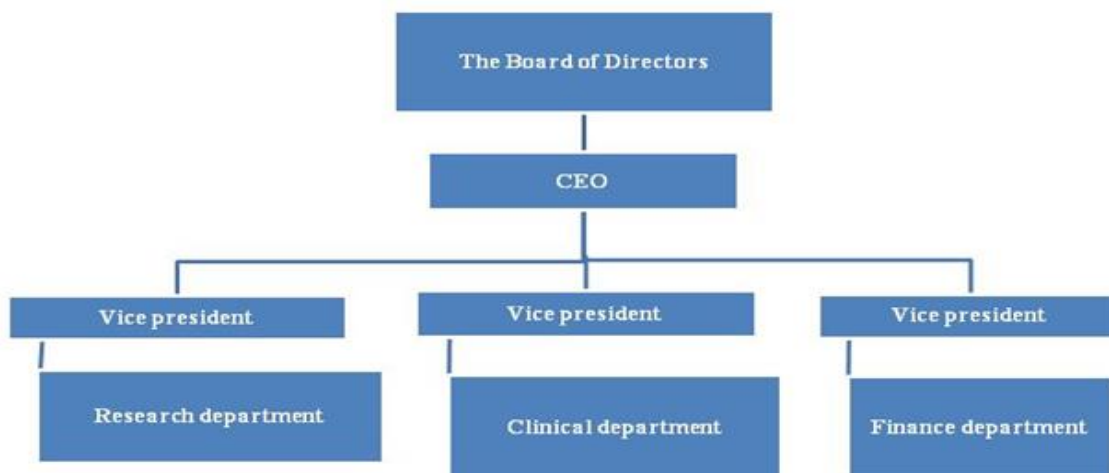 The Board of Directors
CEO
Vice president
Vice president
Vice president
Research department
Clinical department
Finance department